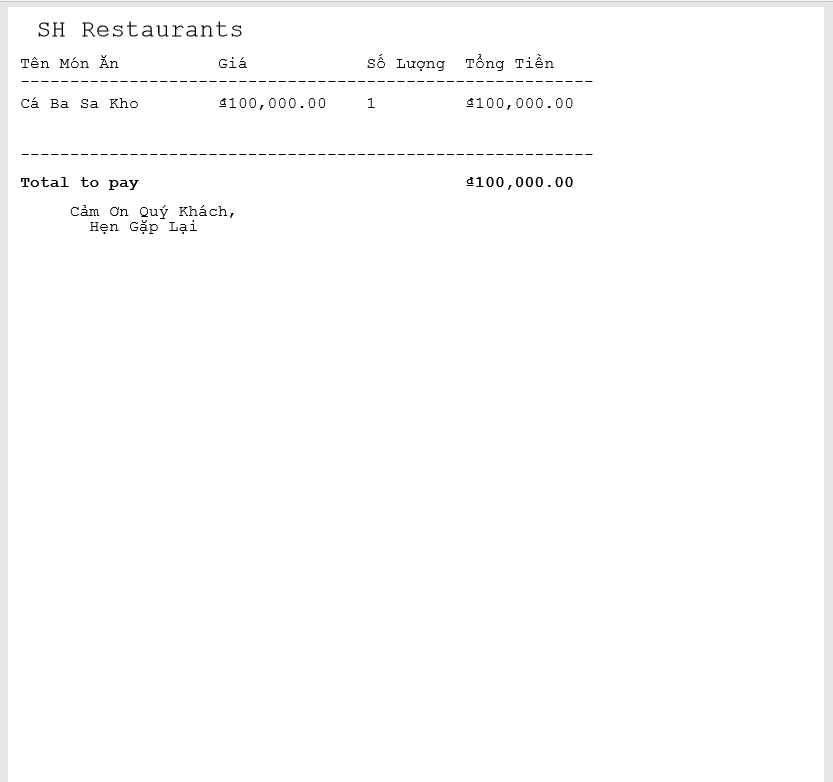 SH Restaurants
Tên Món Ăn Giá Số Lượng Tổng Tiền
----------------------------------------------------------
Cá Ba Sa Kho ₫100,000.00 1 ₫100,000.00
----------------------------------------------------------
Total to pay ₫100,000.00
Cảm Ơn Quý Khách,
Hẹn Gặp Lại